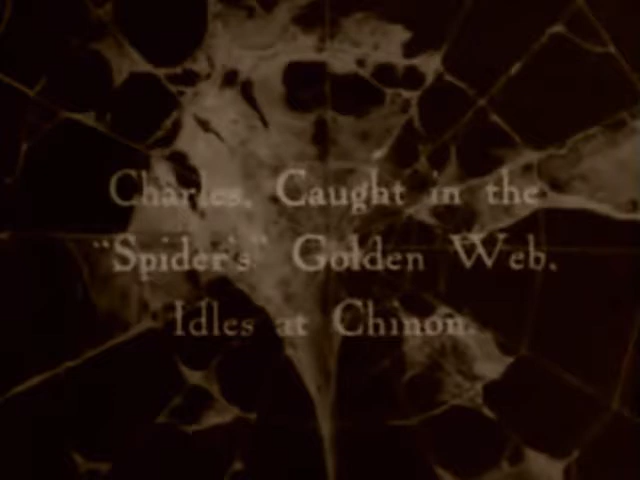 Charles, Caught in the
"Spider's" Golden Web,
Idles at Chinon.